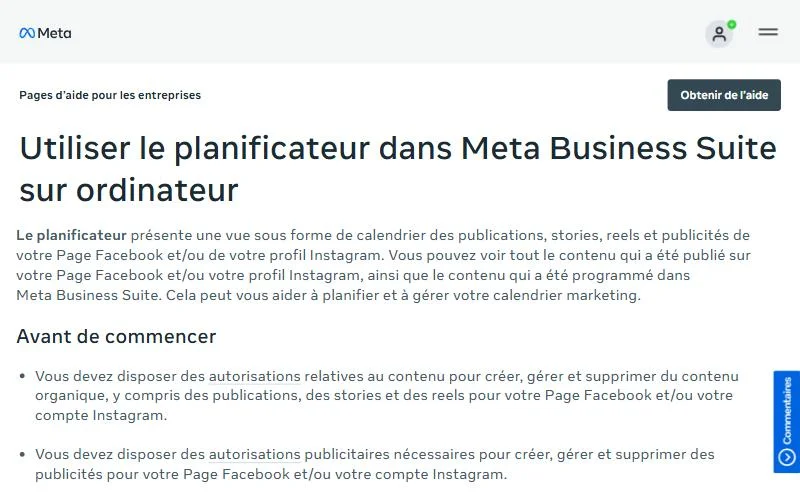 Meta
Pages d'aide pour les entreprises
Obtenir de l'aide
Utiliser le planificateur dans Meta Business Suite
sur ordinateur
Le planificateur présente une vue sous forme de calendrier des publications, stories, reels et publicités de
votre Page Facebook et/ou de votre profil Instagram. Vous pouvez voir tout le contenu qui a été publié sur
votre Page Facebook et/ou votre profil Instagram, ainsi que le contenu qui a été programmé dans
Meta Business Suite. Cela peut vous aider à planifier et à gérer votre calendrier marketing.
Avant de commencer
• Vous devez disposer des autorisations relatives au contenu pour créer, gérer et supprimer du contenu
organique, y compris des publications, des stories et des reels pour votre Page Facebook et/ou votre
compte Instagram.
• Vous devez disposer des autorisations publicitaires nécessaires pour créer, gérer et supprimer des
publicités pour votre Page Facebook et/ou votre compte Instagram.
Commentaires